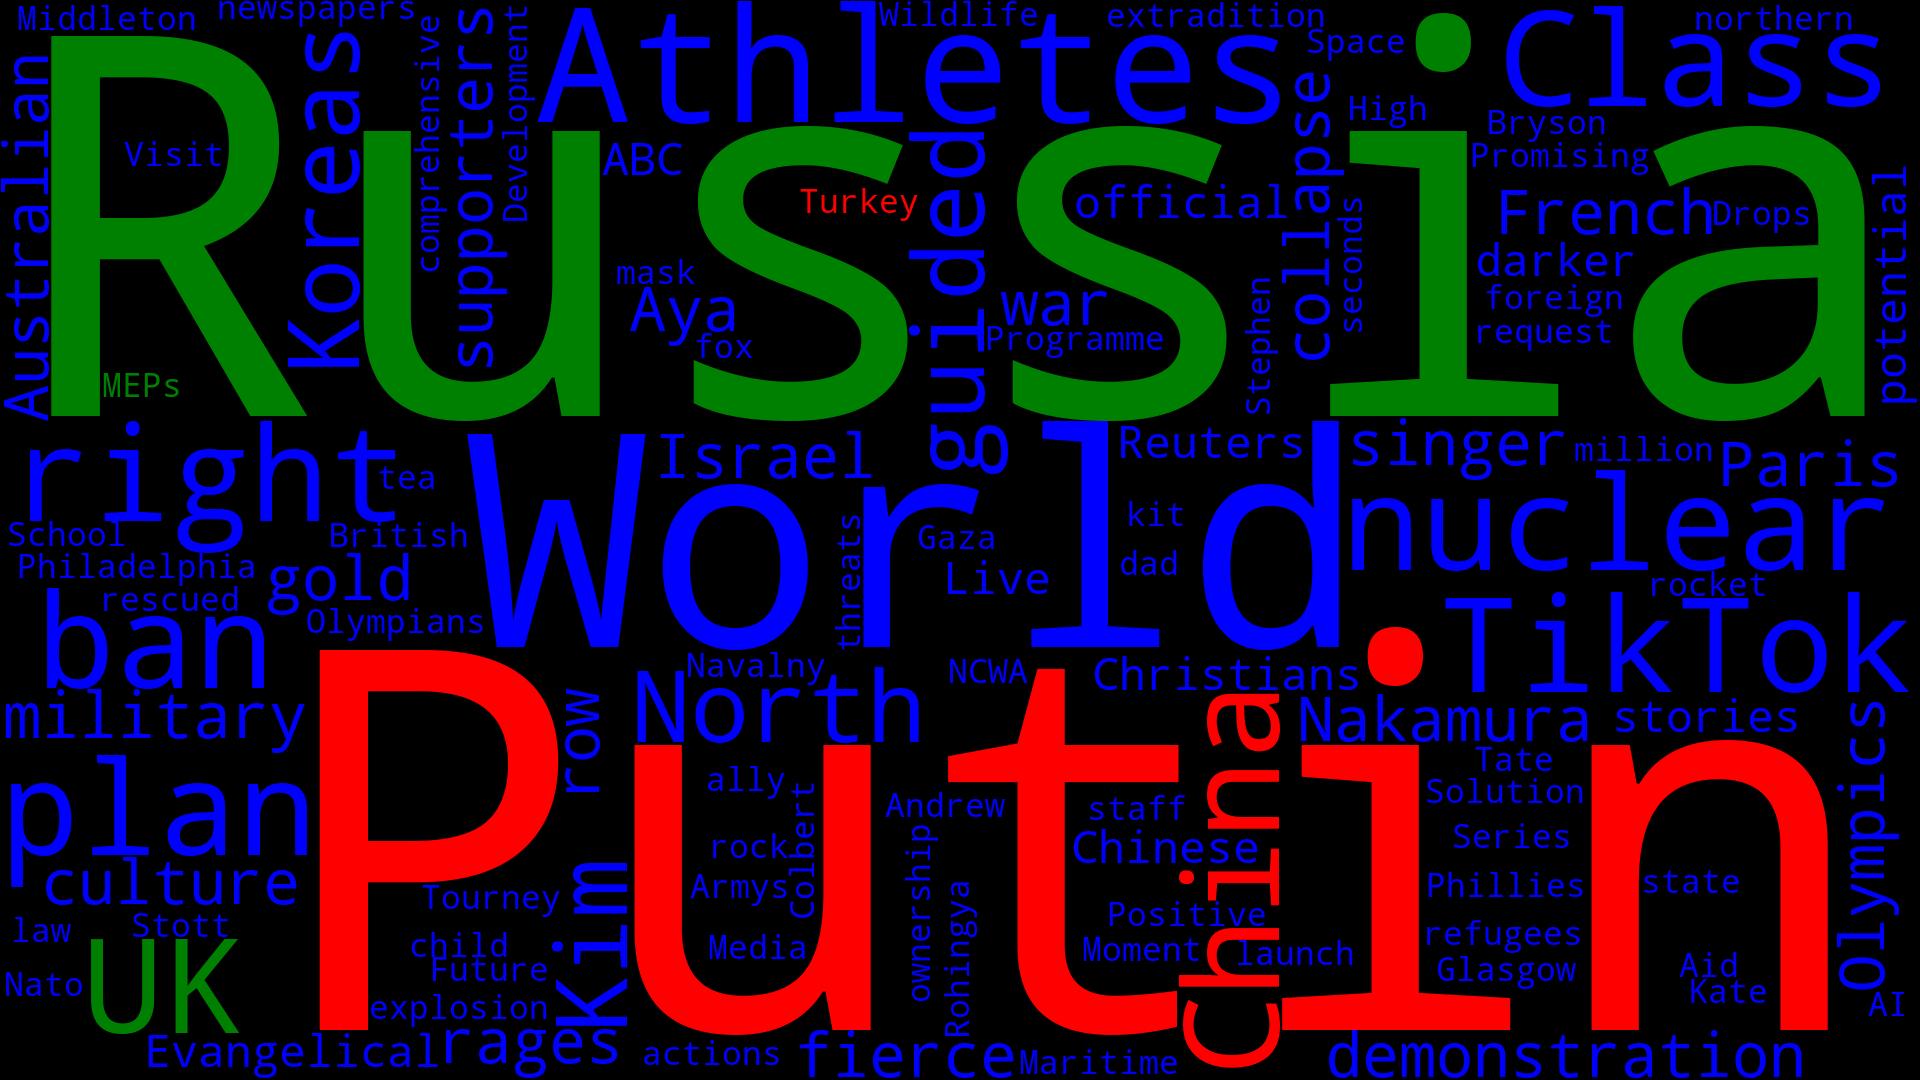 Middleton
newspapers
Athletes
Wildlife
extradition
Space
Class
northern
Australian
Russia
Koreas
comprehensive
supporters
Development
High
Bryson
Visit
ABC
guided
collapse
Promising
potential
Turkey
official
seconds
French
Drops
mask
darker
Aya
war
Stephen
foreign
fox
Programme
request
MEPs
right
World
Israel
Reuters
singer
million
Paris
tea
nuclear
School
British
threats
Gaza
kit
Philadelphia
gold
Live
dad
rescued
rocket
ban
Olympians
TikTok
Putin
Navalny
NCWA
Christians
military
row
North
China
Nakamura
stories
Olympics
plan
ally
Colbert
Andrew
staff
Tate
Solution
rock
ownership
Chinese
Series
culture
Tourney
Kim
Armys
Rohingya
Phillies
state
law
Stott
Positive
UK
child
Media
Moment
launch
refugees
Nato
Future
Glasgow
Aid
explosion
Kate
AI
Evangelical
rages
actions
fierce
Maritime
demonstration